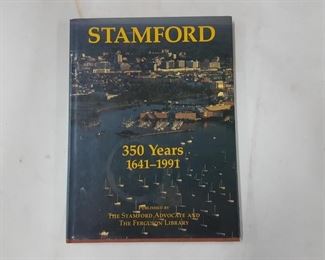 STAMFORD
350 Years
1641–1991
PUBLISHED BY
THE STAMFORD ADVOCATE AND
THE FERGUSON LIBRARY